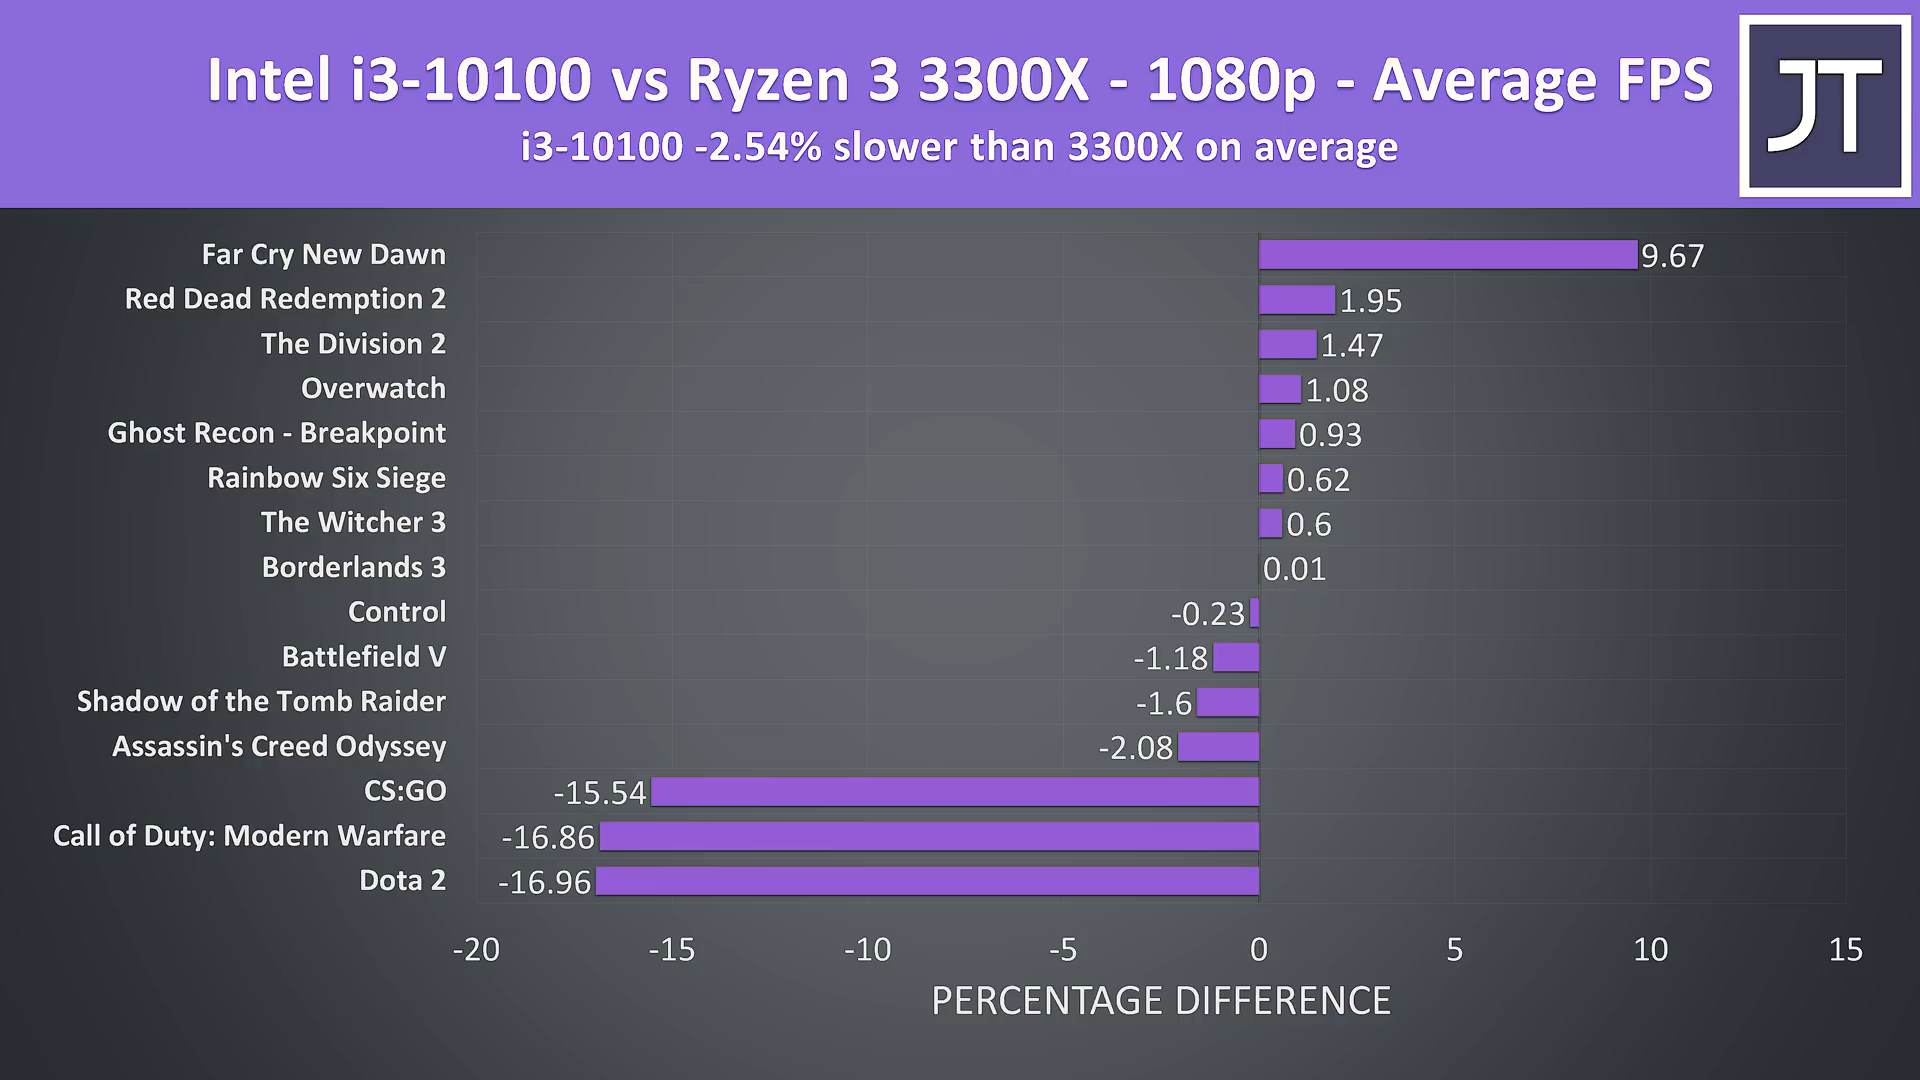 Intel i3-10100 vs Ryzen 3 3300X - 1080p - Average FPS
i3-10100 -2.54% slower than 3300X on average
JT
Far Cry New Dawn 9.67
Red Dead Redemption 2 1.95
The Division 2 1.47
Overwatch 1.08
Ghost Recon - Breakpoint 0.93
Rainbow Six Siege 0.62
The Witcher 3 0.6
Borderlands 3 0.01
Control -0.23
Battlefield V -1.18
Shadow of the Tomb Raider -1.6
Assassin's Creed Odyssey -2.08
CS:GO -15.54
Call of Duty: Modern Warfare -16.86
Dota 2 -16.96
-20 -15 -10 -5 0 5 10 15
PERCENTAGE DIFFERENCE